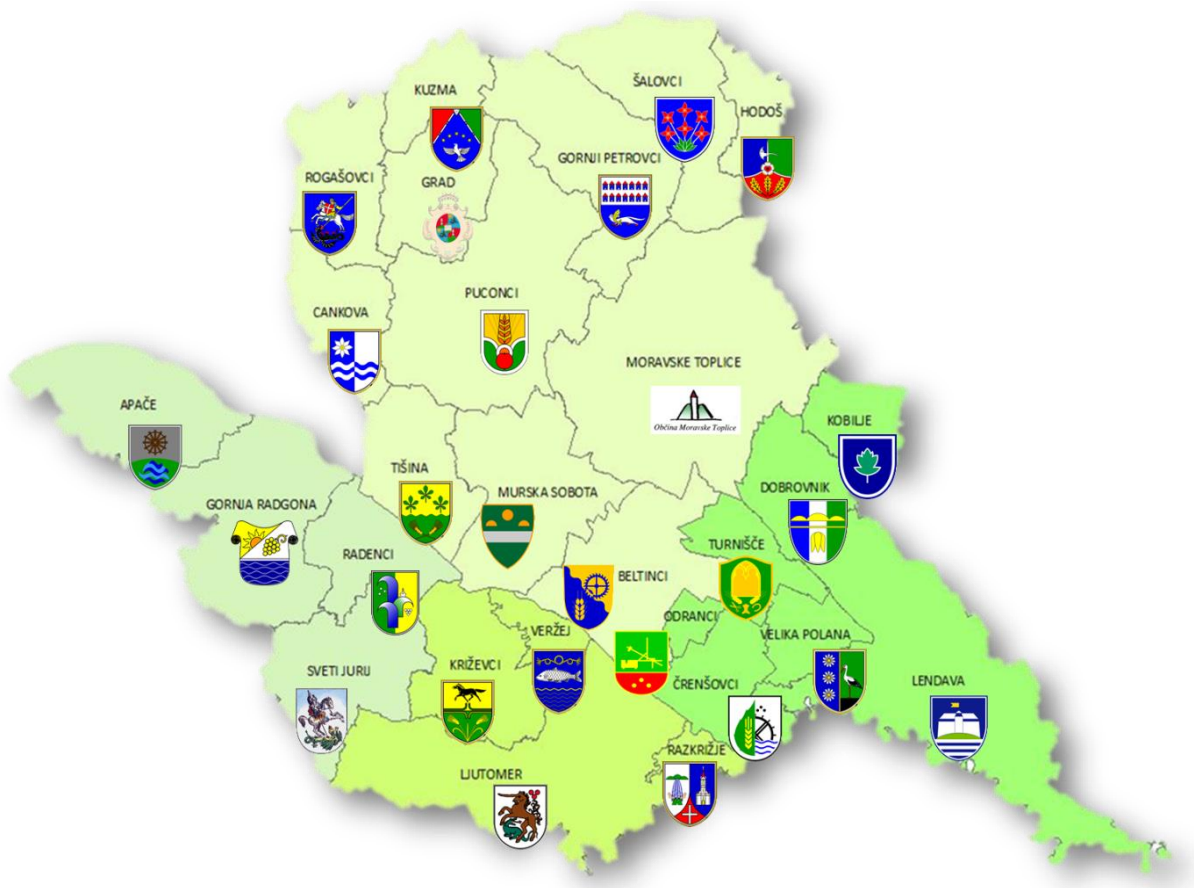 KUZMA
ŠALOVCI
HODOŠ
GORNJI PETROVCI
ROGAŠOVCI
GRAD
PUCONCI
CANKOVA
MORAVSKE TOPLICE
Občina Moravske Toplice
APAČE
KOBILJE
TIŠINA
DOBROVNIK
MURSKA SOBOTA
GORNJA RADGONA
TURNIŠČE
RADENCI
BELTINCI
ODRANCI
VERŽEJ
VELIKA POLANA
KRIŽEVCI
SVETI JURIJ
ČRENŠOVCI
LENDAVA
RAZKRIŽJE
LJUTOMER